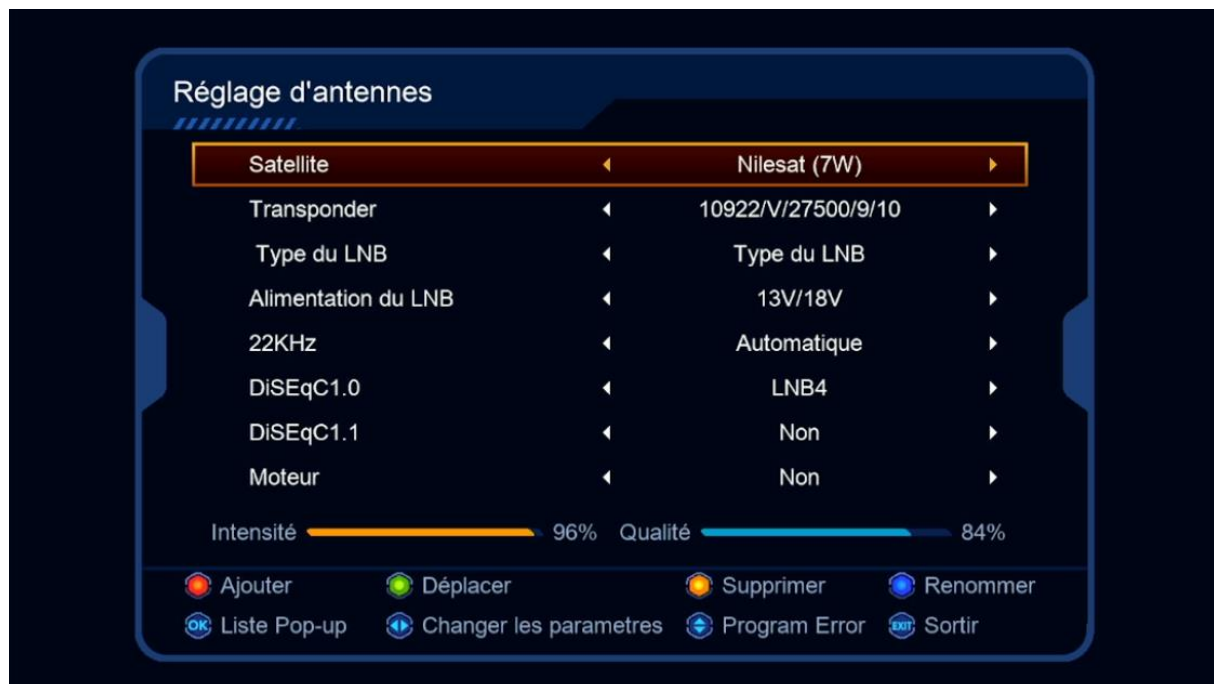 Réglage d'antennes
Satellite Nilesat (7W)
Transponder 10922/V/27500/9/10
Type du LNB Type du LNB
Alimentation du LNB 13V/18V
22KHz Automatique
DiSEqC1.0 LNB4
DiSEqC1.1 Non
Moteur Non
Intensité 96% Qualité 84%
Ajouter Déplacer Supprimer Renommer
OK Liste Pop-up Changer les parametres Program Error EXIT Sortir